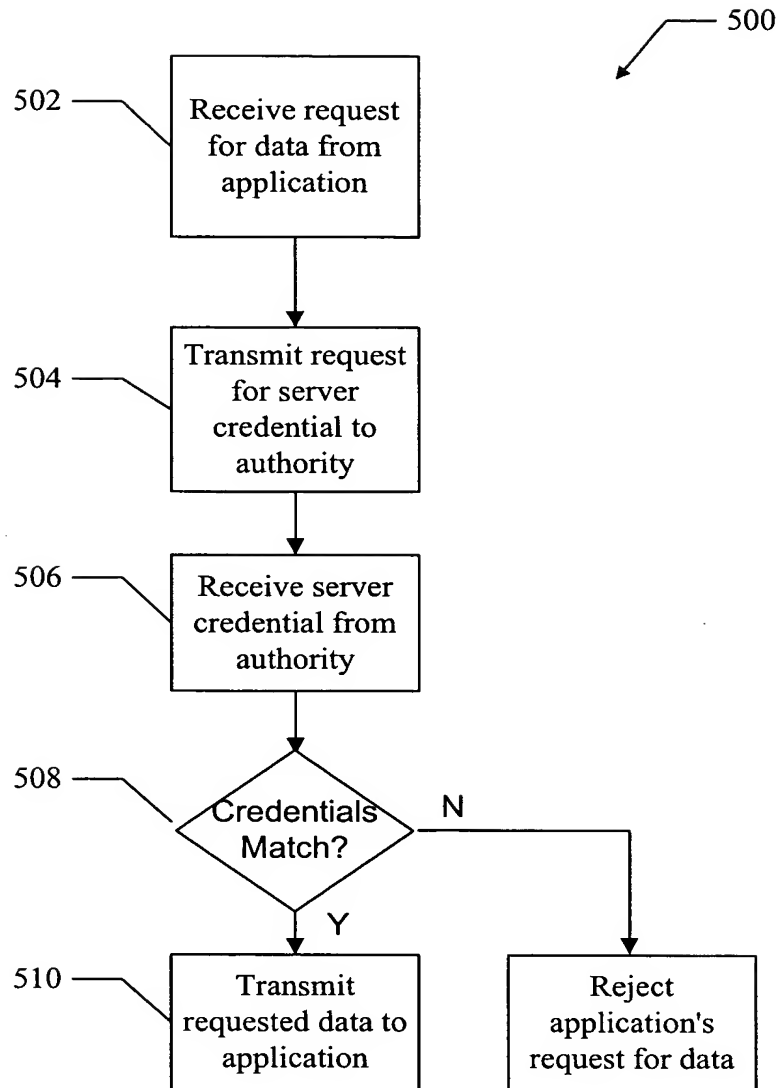 500
502
Receive request
for data from
application
504
Transmit request
for server
credential to
authority
506
Receive server
credential from
authority
508
Credentials
Match?
N
Y
510
Transmit
requested data to
application
Reject
application's
request for data